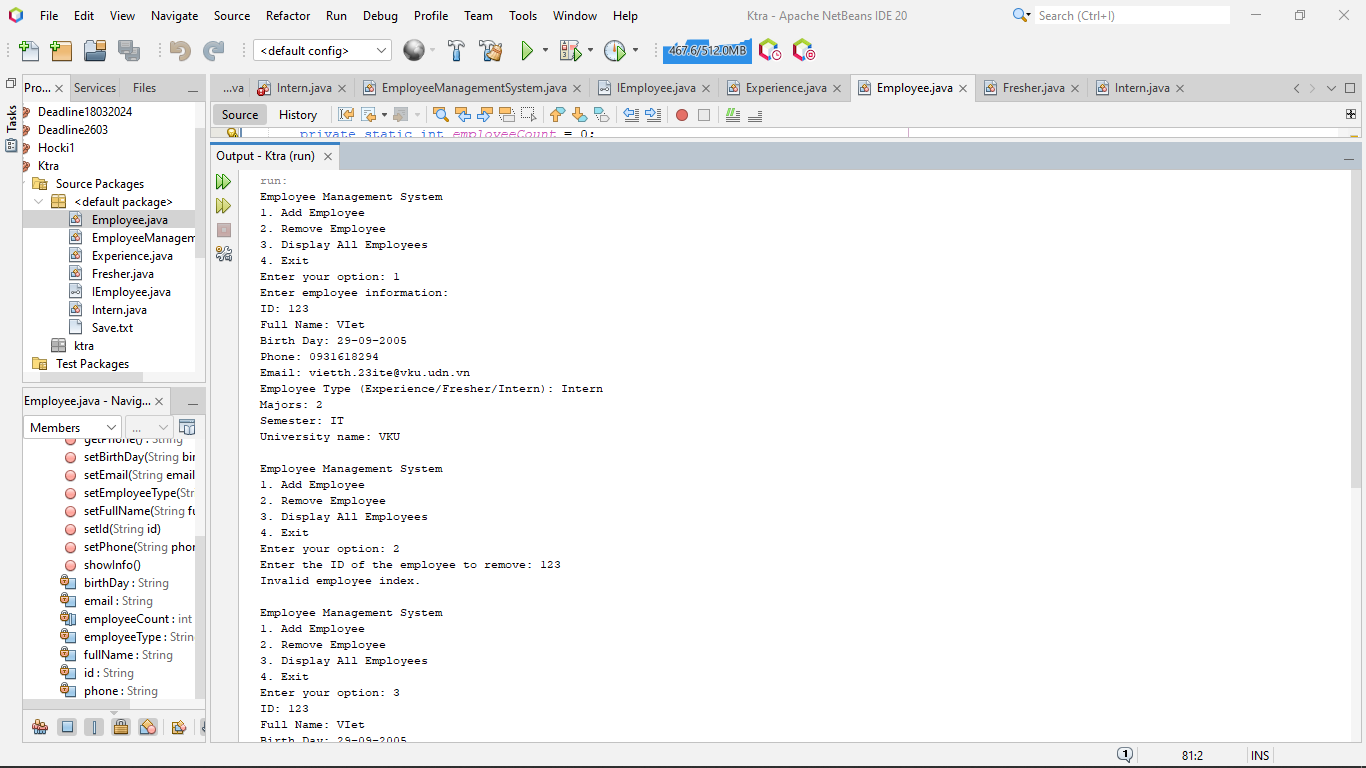 File Edit View Navigate Source Refactor Run Debug Profile Team Tools Window Help
Ktra - Apache NetBeans IDE 20
Search (Ctrl+I)
<default config>
467.6/512.0MB
Pro... Services Files
...va Intern.java EmployeeManagementSystem.java IEmployee.java Experience.java Employee.java Fresher.java Intern.java
Tasks
Deadline18032024
Deadline2603
Hocki1
Ktra
Source Packages
<default package>
Employee.java
EmployeeManagem
Experience.java
Fresher.java
IEmployee.java
Intern.java
Save.txt
ktra
Test Packages
Employee.java - Navig...
Members ...
getPhone() : String
setBirthDay(String bir
setEmail(String email
setEmployeeType(Str
setFullName(String fu
setId(String id)
setPhone(String phor
showInfo()
birthDay : String
email : String
employeeCount : int
employeeType : Strin
fullName : String
id : String
phone : String
Source History
private static int employeeCount = 0;
Output - Ktra (run)
run:
Employee Management System
1. Add Employee
2. Remove Employee
3. Display All Employees
4. Exit
Enter your option: 1
Enter employee information:
ID: 123
Full Name: VIet
Birth Day: 29-09-2005
Phone: 0931618294
Email: vietth.23ite@vku.udn.vn
Employee Type (Experience/Fresher/Intern): Intern
Majors: 2
Semester: IT
University name: VKU
Employee Management System
1. Add Employee
2. Remove Employee
3. Display All Employees
4. Exit
Enter your option: 2
Enter the ID of the employee to remove: 123
Invalid employee index.
Employee Management System
1. Add Employee
2. Remove Employee
3. Display All Employees
4. Exit
Enter your option: 3
ID: 123
Full Name: VIet
Birth Day: 29-09-2005
1
81:2 INS